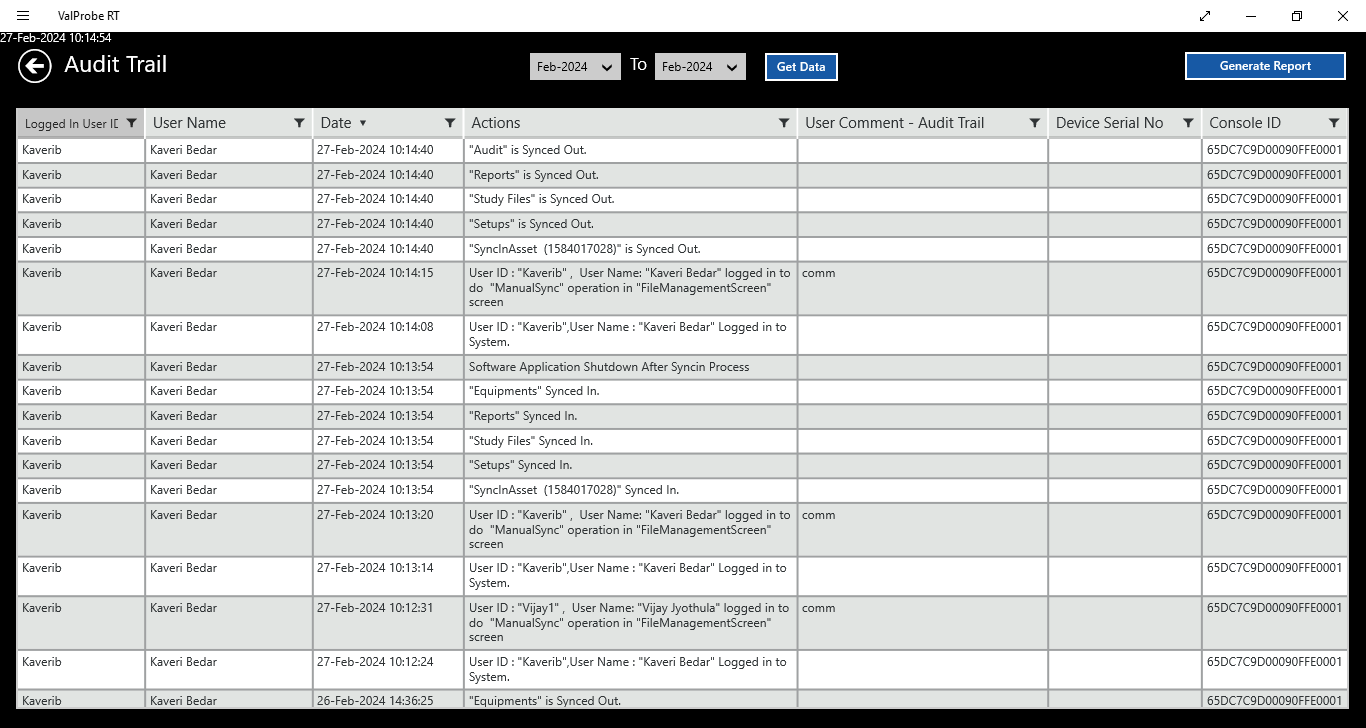 ValProbe RT
27-Feb-2024 10:14:54
Audit Trail
Feb-2024 To Feb-2024 Get Data Generate Report
Logged In User ID User Name Date Actions User Comment - Audit Trail Device Serial No Console ID
Kaverib Kaveri Bedar 27-Feb-2024 10:14:40 "Audit" is Synced Out. 65DC7C9D00090FFE0001
Kaverib Kaveri Bedar 27-Feb-2024 10:14:40 "Reports" is Synced Out. 65DC7C9D00090FFE0001
Kaverib Kaveri Bedar 27-Feb-2024 10:14:40 "Study Files" is Synced Out. 65DC7C9D00090FFE0001
Kaverib Kaveri Bedar 27-Feb-2024 10:14:40 "Setups" is Synced Out. 65DC7C9D00090FFE0001
Kaverib Kaveri Bedar 27-Feb-2024 10:14:40 "SyncInAsset (1584017028)" is Synced Out. 65DC7C9D00090FFE0001
Kaverib Kaveri Bedar 27-Feb-2024 10:14:15 User ID : "Kaverib" , User Name: "Kaveri Bedar" logged in to comm 65DC7C9D00090FFE0001
do "ManualSync" operation in "FileManagementScreen"
screen
Kaverib Kaveri Bedar 27-Feb-2024 10:14:08 User ID : "Kaverib",User Name : "Kaveri Bedar" Logged in to 65DC7C9D00090FFE0001
System.
Kaverib Kaveri Bedar 27-Feb-2024 10:13:54 Software Application Shutdown After Syncin Process 65DC7C9D00090FFE0001
Kaverib Kaveri Bedar 27-Feb-2024 10:13:54 "Equipments" Synced In. 65DC7C9D00090FFE0001
Kaverib Kaveri Bedar 27-Feb-2024 10:13:54 "Reports" Synced In. 65DC7C9D00090FFE0001
Kaverib Kaveri Bedar 27-Feb-2024 10:13:54 "Study Files" Synced In. 65DC7C9D00090FFE0001
Kaverib Kaveri Bedar 27-Feb-2024 10:13:54 "Setups" Synced In. 65DC7C9D00090FFE0001
Kaverib Kaveri Bedar 27-Feb-2024 10:13:54 "SyncInAsset (1584017028)" Synced In. 65DC7C9D00090FFE0001
Kaverib Kaveri Bedar 27-Feb-2024 10:13:20 User ID : "Kaverib" , User Name: "Kaveri Bedar" logged in to comm 65DC7C9D00090FFE0001
do "ManualSync" operation in "FileManagementScreen"
screen
Kaverib Kaveri Bedar 27-Feb-2024 10:13:14 User ID : "Kaverib",User Name : "Kaveri Bedar" Logged in to 65DC7C9D00090FFE0001
System.
Kaverib Kaveri Bedar 27-Feb-2024 10:12:31 User ID : "Vijay1" , User Name: "Vijay Jyothula" logged in to comm 65DC7C9D00090FFE0001
do "ManualSync" operation in "FileManagementScreen"
screen
Kaverib Kaveri Bedar 27-Feb-2024 10:12:24 User ID : "Kaverib",User Name : "Kaveri Bedar" Logged in to 65DC7C9D00090FFE0001
System.
Kaverib Kaveri Bedar 26-Feb-2024 14:36:25 "Equipments" is Synced Out. 65DC7C9D00090FFE0001